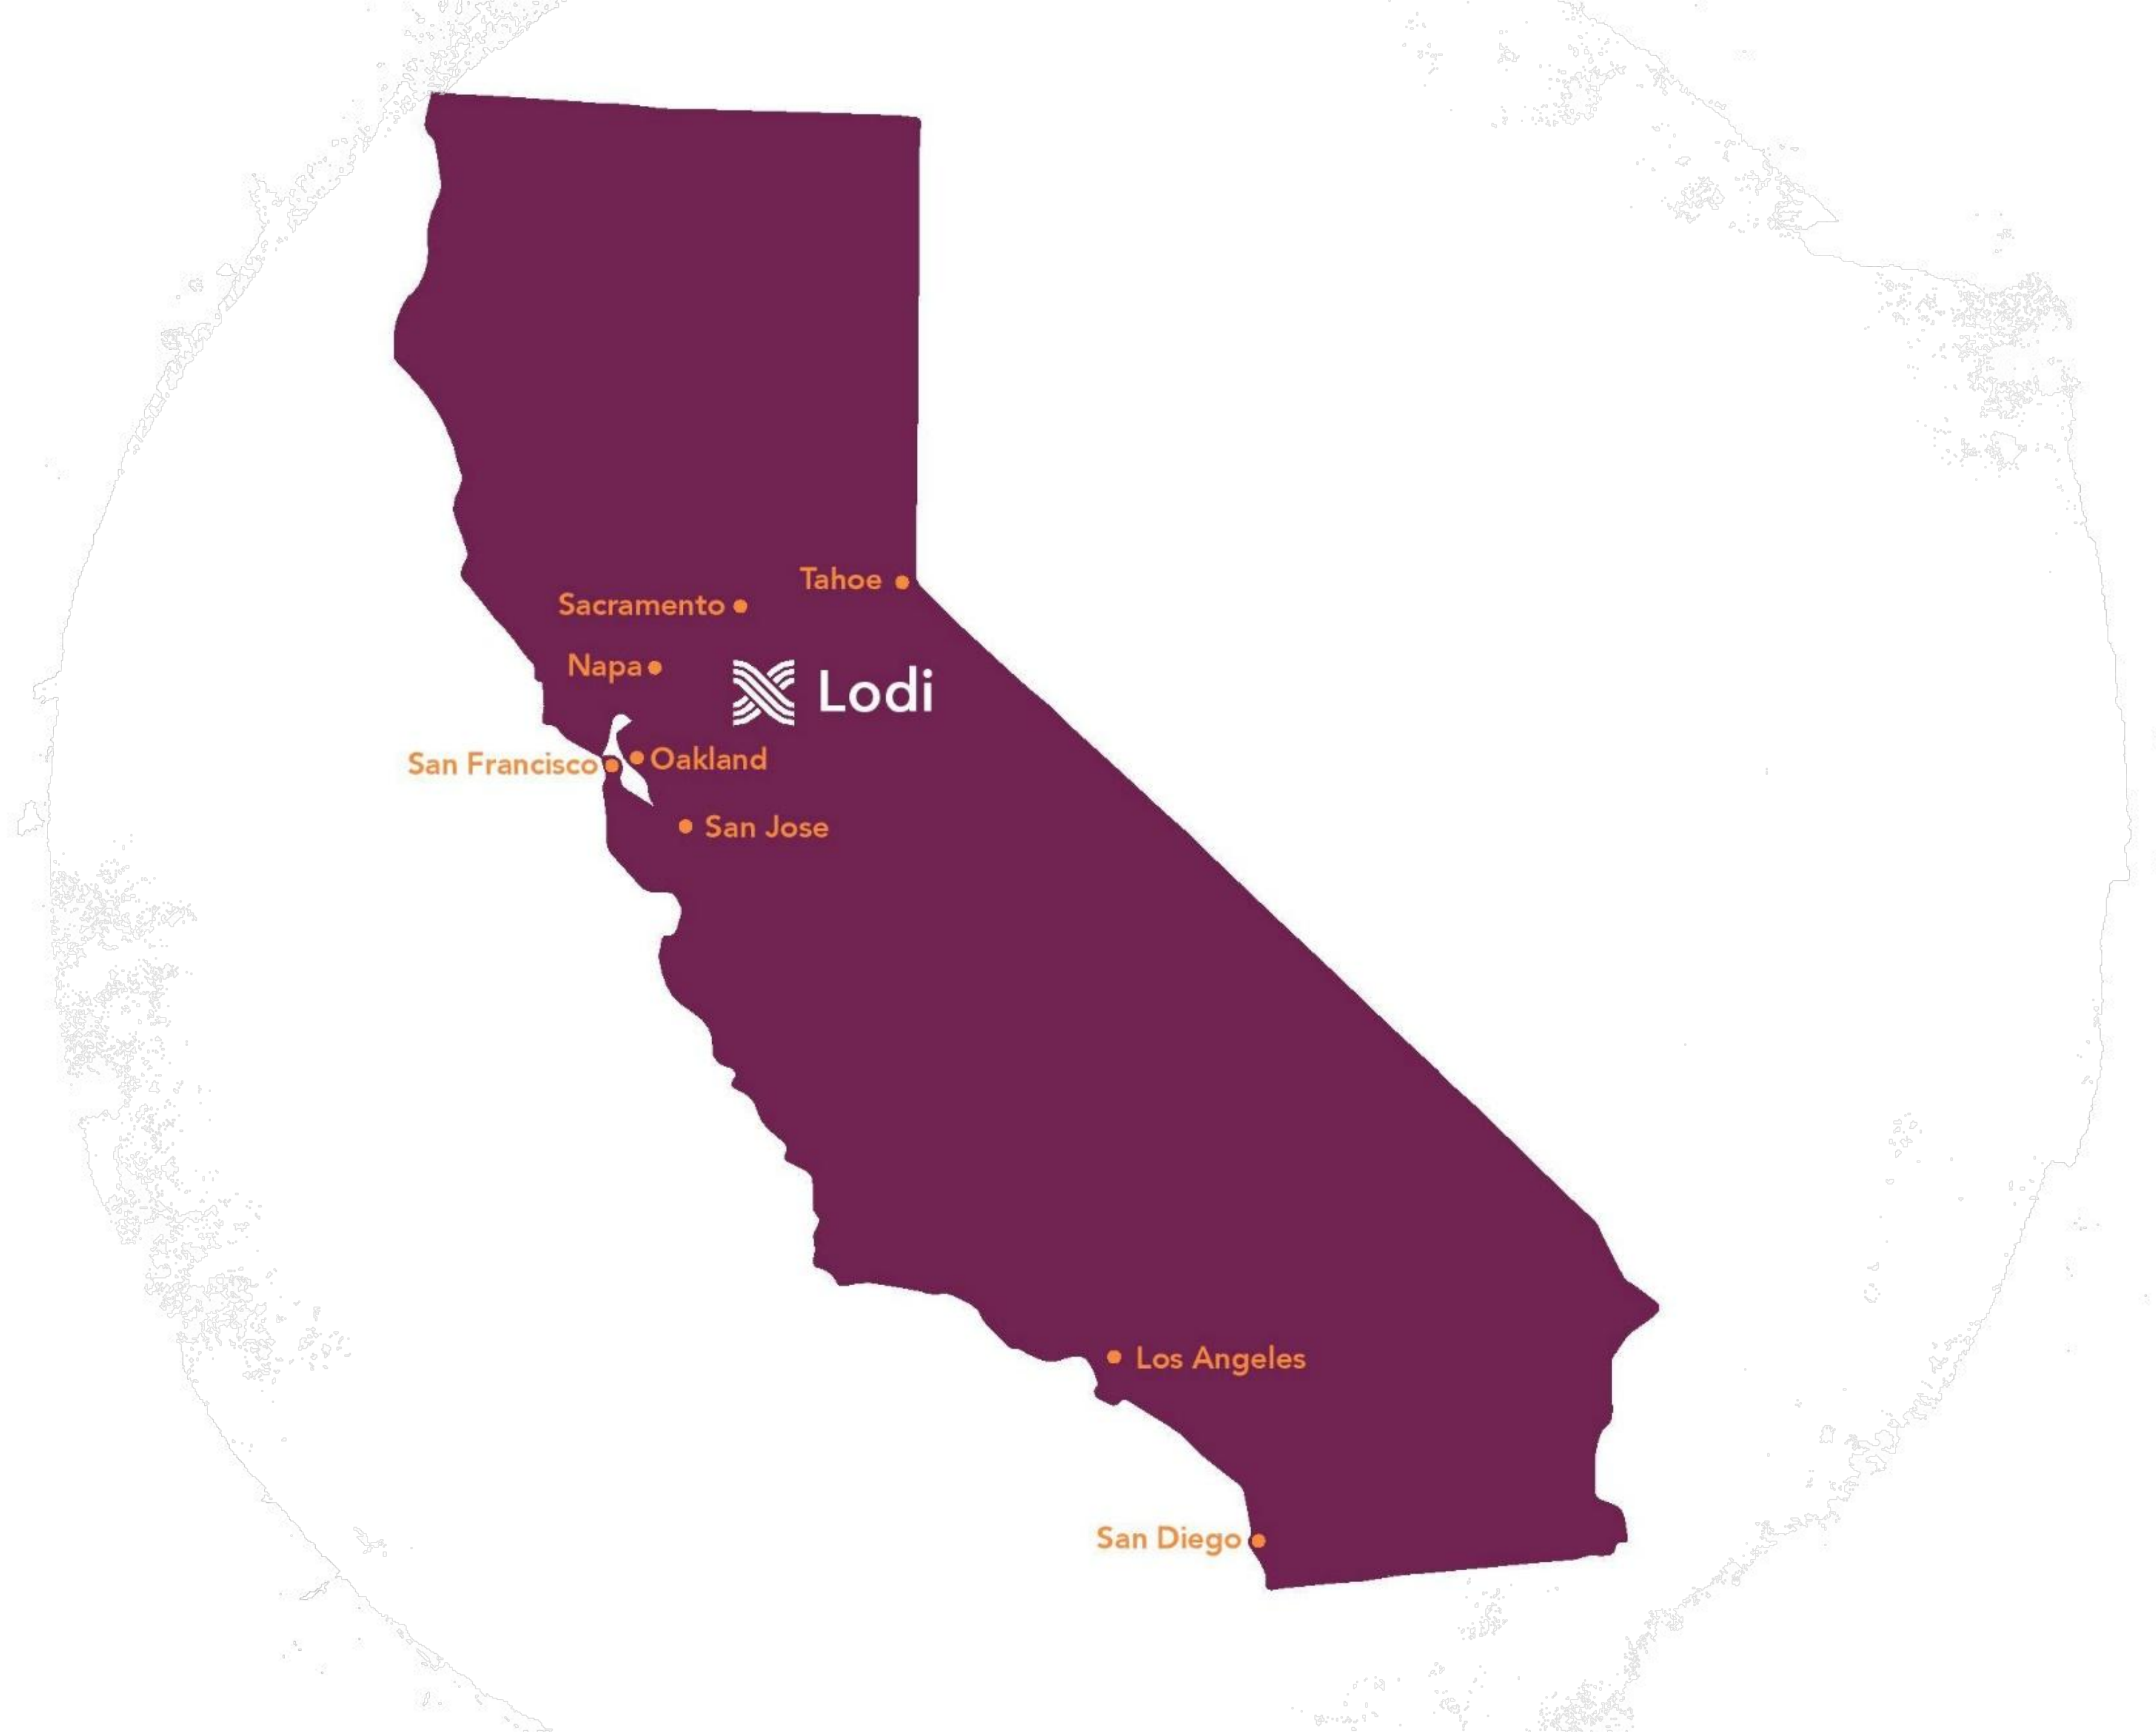 Tahoe
Sacramento
Napa
Lodi
San Francisco
Oakland
San Jose
Los Angeles
San Diego